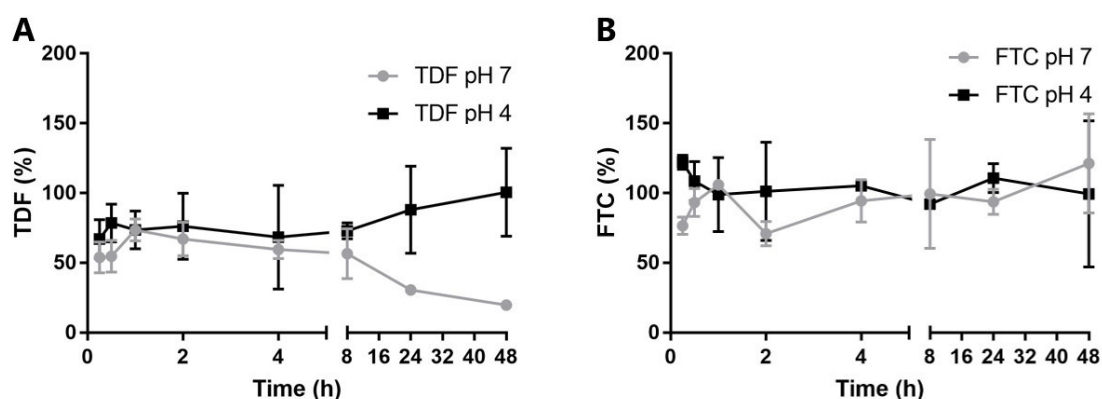 A
200
150
100
50
0
TDF (%)
TDF pH 7
TDF pH 4
0 2 4 8 16 24 32 40 48
Time (h)
B
200
150
100
50
0
FTC (%)
FTC pH 7
FTC pH 4
0 2 4 8 16 24 32 40 48
Time (h)